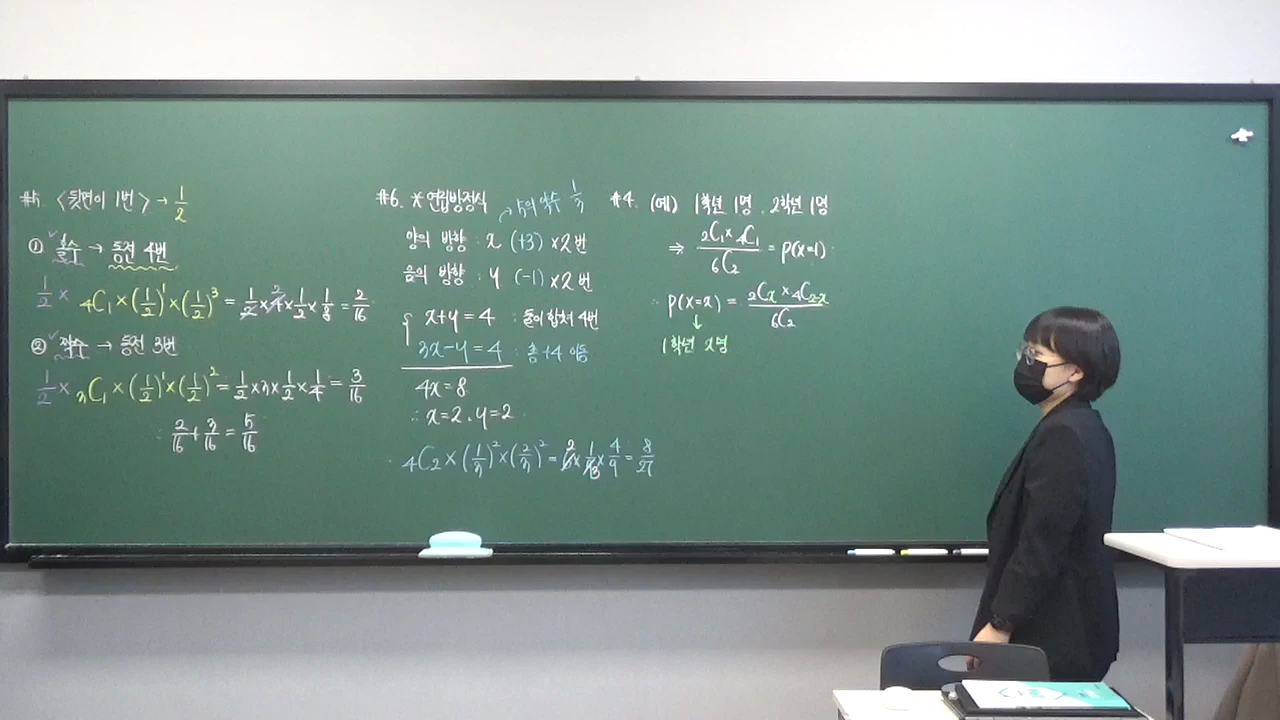 #5. <뒷면이 1번> → 1/2
① 홀수 → 동전 4번
1/2 × 4C1 × (1/2)^1 × (1/2)^3 = 1/2 × 4 × 1/2 × 1/8 = 2/16
② 짝수 → 동전 3번
1/2 × 3C1 × (1/2)^1 × (1/2)^2 = 1/2 × 3 × 1/2 × 1/4 = 3/16
∴ 2/16 + 3/16 = 5/16
#6. * 연립방정식 → 5의 약수 1/3
양의 방향 : x (+3) × 2번
음의 방향 : y (-1) × 2번
x+y=4 : 둘이 합쳐 4번
3x-y=4 : 총 +4 이동
4x=8
∴ x=2, y=2
4C2 × (1/3)^2 × (2/3)^2 = 6 × 1/9 × 4/9 = 8/27
#4. (예) 1학년 1명, 2학년 1명
⇒ 2C1 × 4C1 / 6C2 = P(X=1)
∴ P(X=x) = 2Cx × 4C2-x / 6C2
↓
1학년 x명